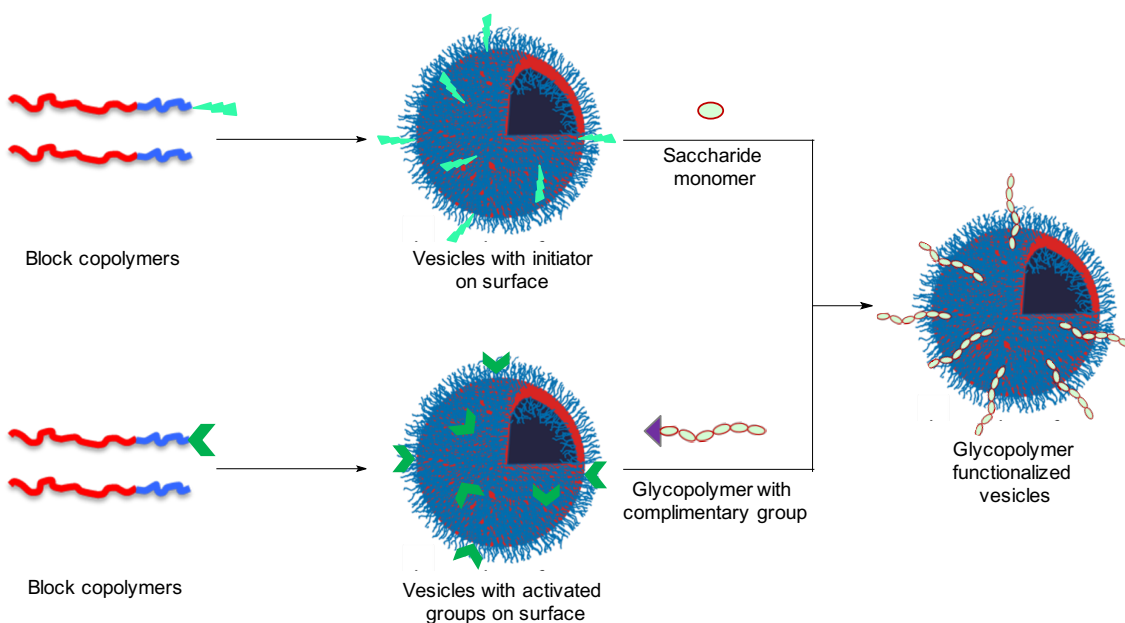 Block copolymers
Vesicles with initiator
on surface
Saccharide
monomer
Glycopolymer
functionalized
vesicles
Block copolymers
Vesicles with activated
groups on surface
Glycopolymer with
complimentary group